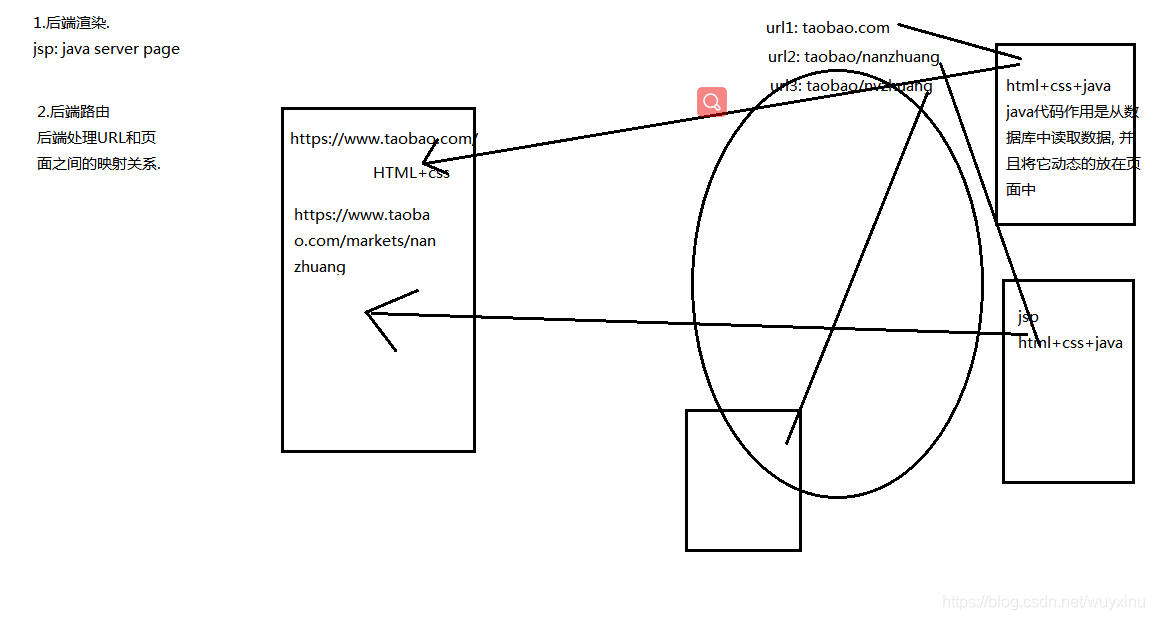 1.后端渲染.
jsp: java server page
2.后端路由
后端处理URL和页
面之间的映射关系.
https://www.taobao.com/
HTML+css
https://www.taoba
o.com/markets/nan
zhuang
url1: taobao.com
url2: taobao/nanzhuang
url3: taobao/nvzhuang
html+css+java
java代码作用是从数
据库中读取数据, 并
且将它动态的放在页
面中
jsp
html+css+java
https://blog.csdn.net/wuyxinu